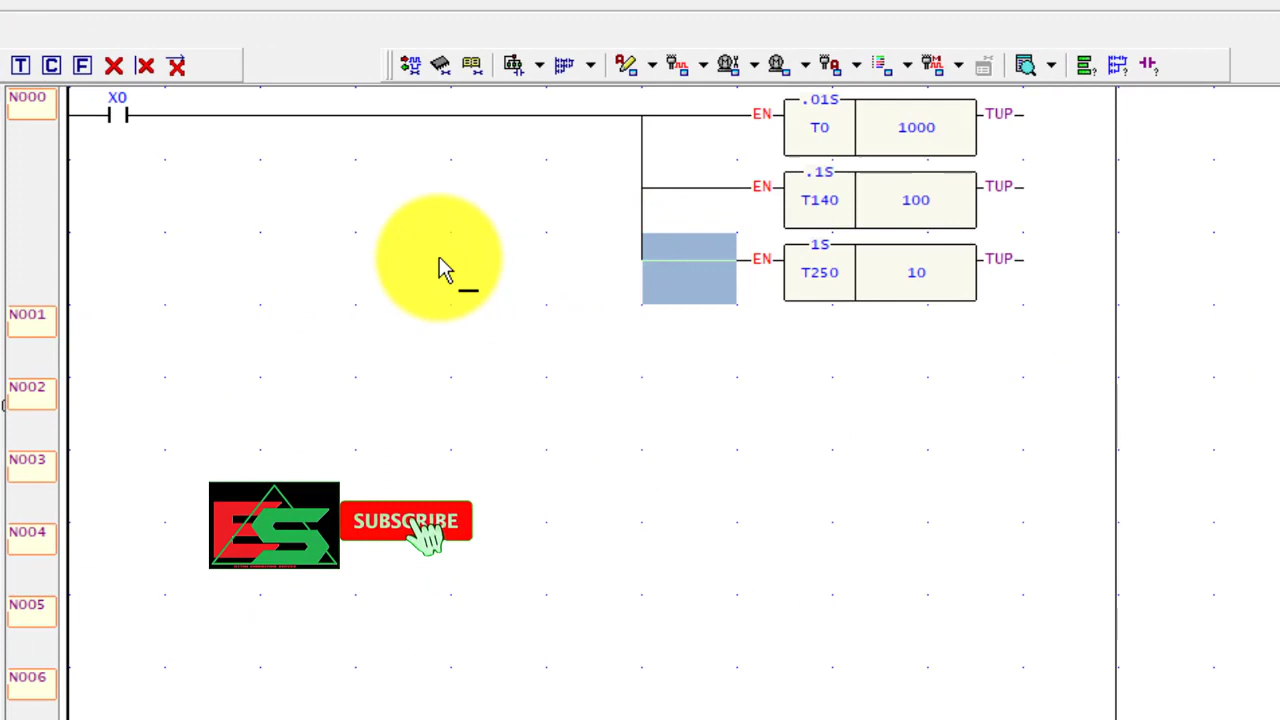 T C F
N000
X0
EN
.01S
T0
1000
TUP
EN
.1S
T140
100
TUP
EN
1S
T250
10
TUP
N001
N002
N003
ES
SUBSCRIBE
N004
N005
N006